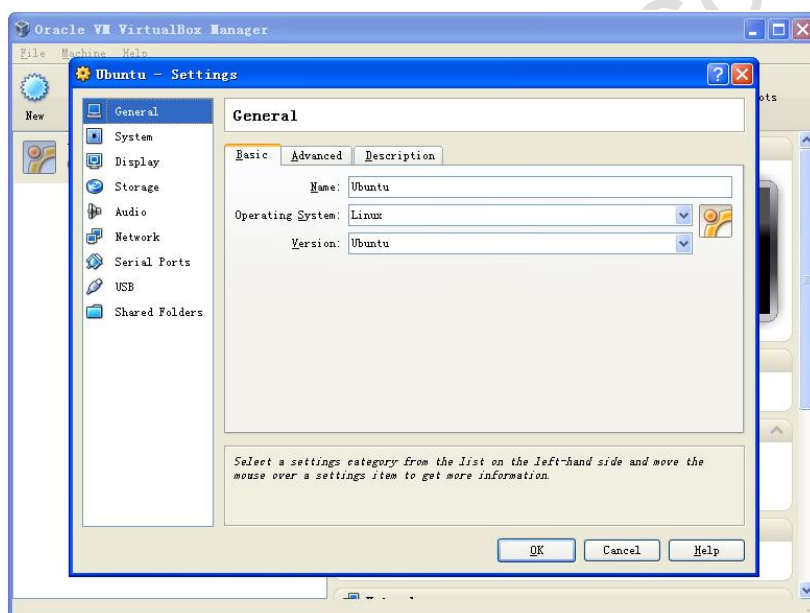 Oracle VM VirtualBox Manager
File Machine Help
New
Ubuntu - Settings
General
System
Display
Storage
Audio
Network
Serial Ports
USB
Shared Folders
General
Basic Advanced Description
Name: Ubuntu
Operating System: Linux
Version: Ubuntu
Select a settings category from the list on the left-hand side and move the
mouse over a settings item to get more information.
OK Cancel Help